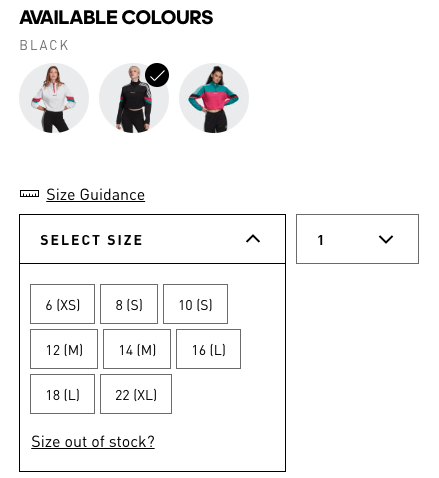 AVAILABLE COLOURS
BLACK
Size Guidance
SELECT SIZE 1
6 (XS) 8 (S) 10 (S)
12 (M) 14 (M) 16 (L)
18 (L) 22 (XL)
Size out of stock?